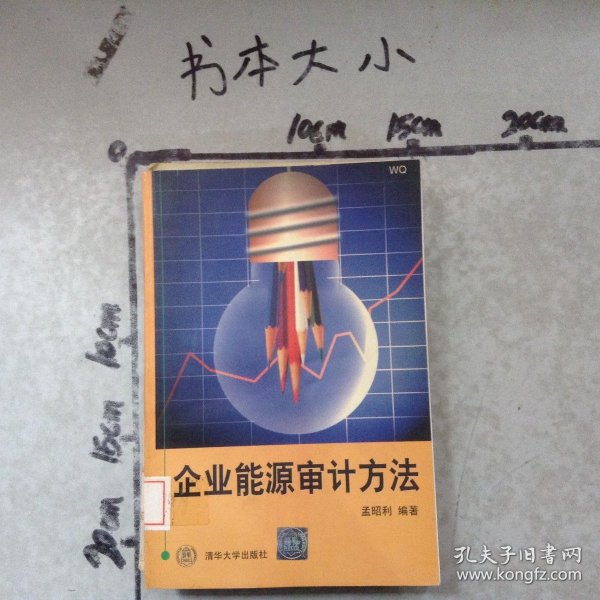 书本大小
10cm 15cm 20cm
WQ
10cm
15cm
20cm
企业能源审计方法
孟昭利 编著
清华大学出版社
孔夫子旧书网
www.kongfz.com